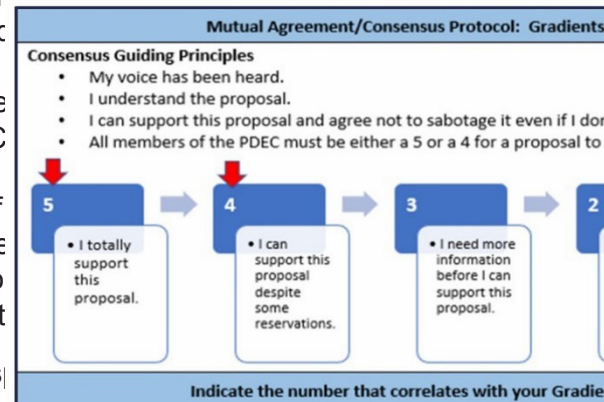 Mutual Agreement/Consensus Protocol: Gradients
Consensus Guiding Principles
• My voice has been heard.
• I understand the proposal.
• I can support this proposal and agree not to sabotage it even if I
• All members of the PDEC must be either a 5 or a 4 for a proposal to
5
• I totally
support
this
proposal.
4
• I can
support this
proposal
despite
some
reservations.
3
• I need more
information
before I can
support this
proposal.
2
Indicate the number that correlates with your